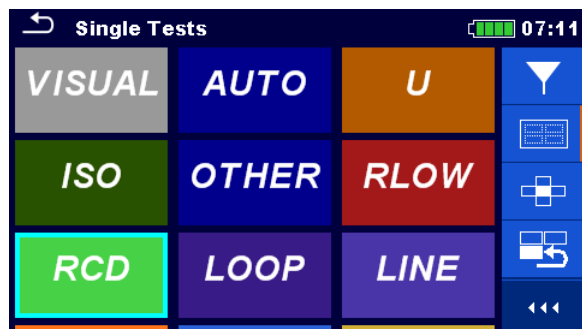 Single Tests 07:11
VISUAL AUTO U
ISO OTHER RLOW
RCD LOOP LINE